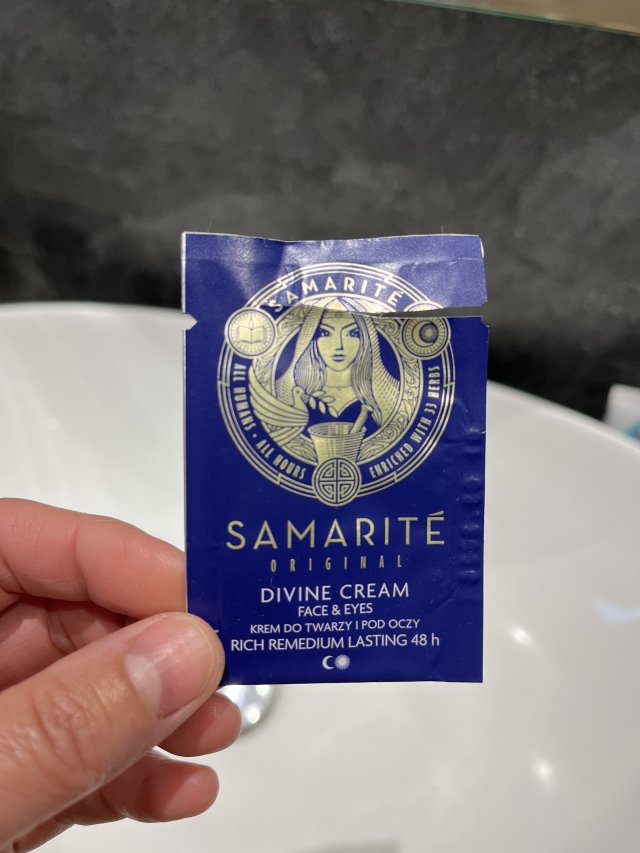 SAMARITÉ
ALL HUMANS • ALL HOURS
ENRICHED WITH 33 HERBS
SAMARITÉ
ORIGINAL
DIVINE CREAM
FACE & EYES
KREM DO TWARZY I POD OCZY
RICH REMEDIUM LASTING 48 h